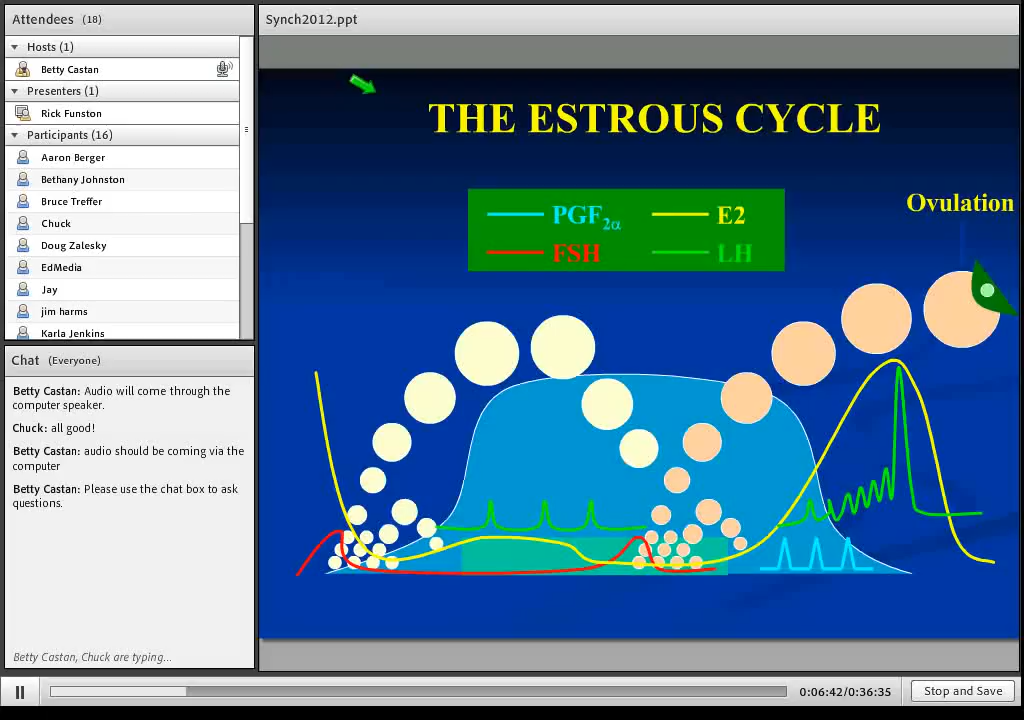 Attendees (18)
Hosts (1)
Betty Castan
Presenters (1)
Rick Funston
Participants (16)
Aaron Berger
Bethany Johnston
Bruce Treffer
Chuck
Doug Zalesky
EdMedia
Jay
jim harms
Karla Jenkins
Chat (Everyone)
Betty Castan: Audio will come through the
computer speaker.
Chuck: all good!
Betty Castan: audio should be coming via the
computer
Betty Castan: Please use the chat box to ask
questions.
Betty Castan, Chuck are typing...
Synch2012.ppt
THE ESTROUS CYCLE
PGF2α E2
FSH LH
Ovulation
0:06:42/0:36:35
Stop and Save